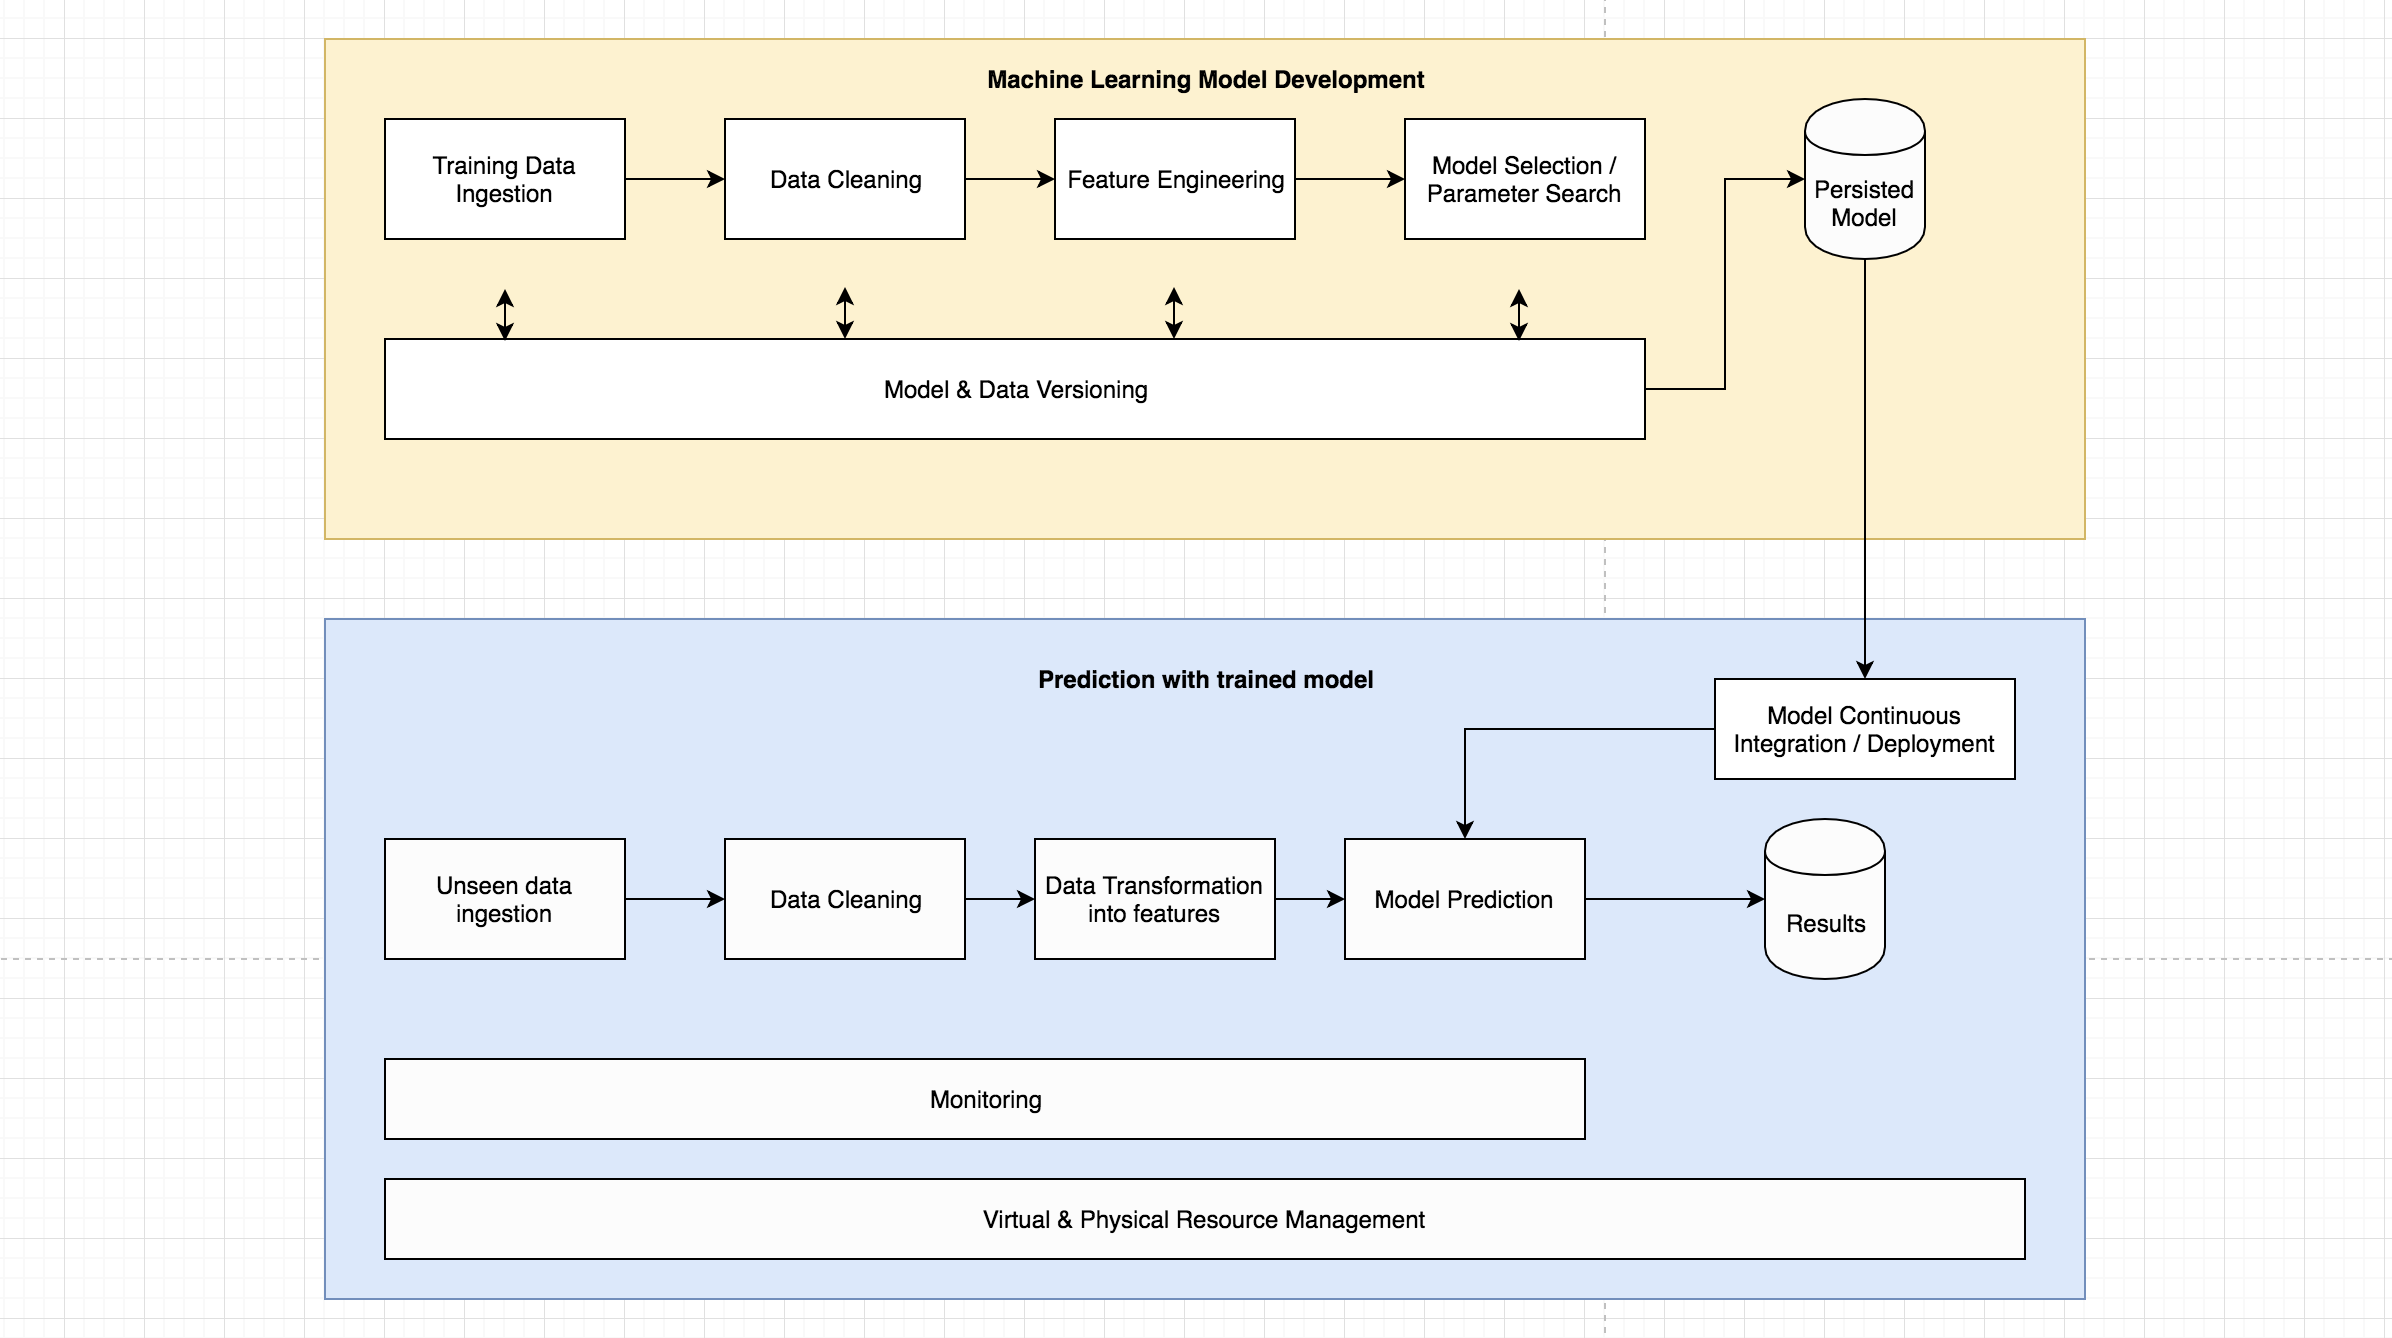 Machine Learning Model Development
Training Data
Ingestion
Data Cleaning
Feature Engineering
Model Selection /
Parameter Search
Persisted
Model
Model & Data Versioning
Prediction with trained model
Model Continuous
Integration / Deployment
Unseen data
ingestion
Data Cleaning
Data Transformation
into features
Model Prediction
Results
Monitoring
Virtual & Physical Resource Management